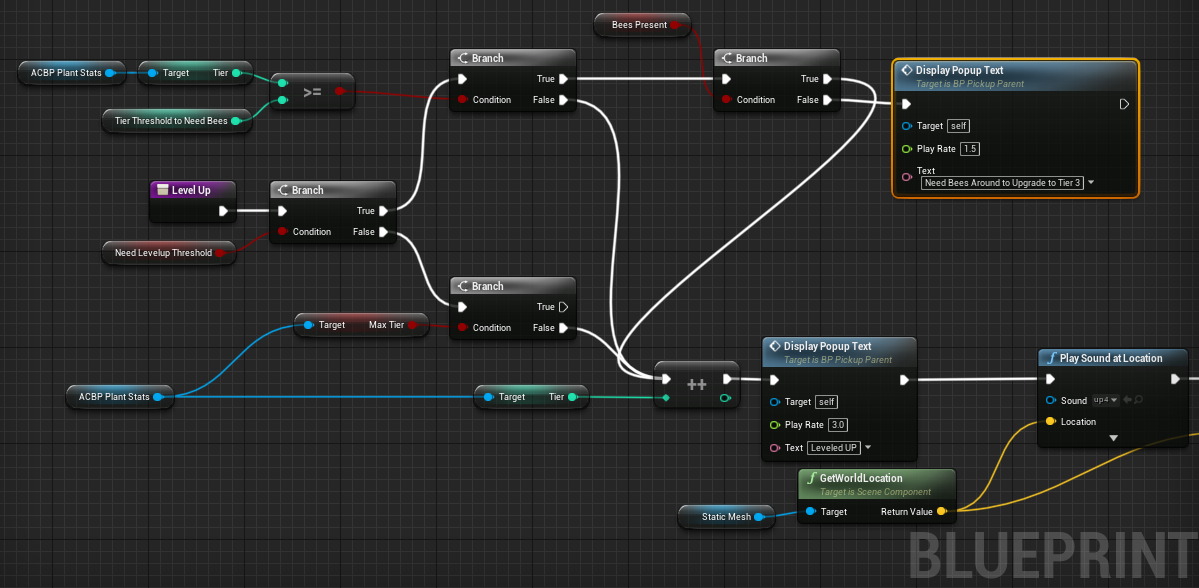 Bees Present
Branch
True
Condition
False
Branch
True
Condition
False
Display Popup Text
Target is BP Pickup Parent
Target self
Play Rate 1.5
Text
Need Bees Around to Upgrade to Tier 3
ACBP Plant Stats
Target Tier
>=
Tier Threshold to Need Bees
Level Up
Branch
True
Condition
False
Need Levelup Threshold
Branch
True
Condition
False
Target Max Tier
ACBP Plant Stats
Target Tier
++
Display Popup Text
Target is BP Pickup Parent
Target self
Play Rate 3.0
Text Leveled UP
Play Sound at Location
Sound up4
Location
GetWorldLocation
Target is Scene Component
Target Return Value
Static Mesh
BLUEPRINT